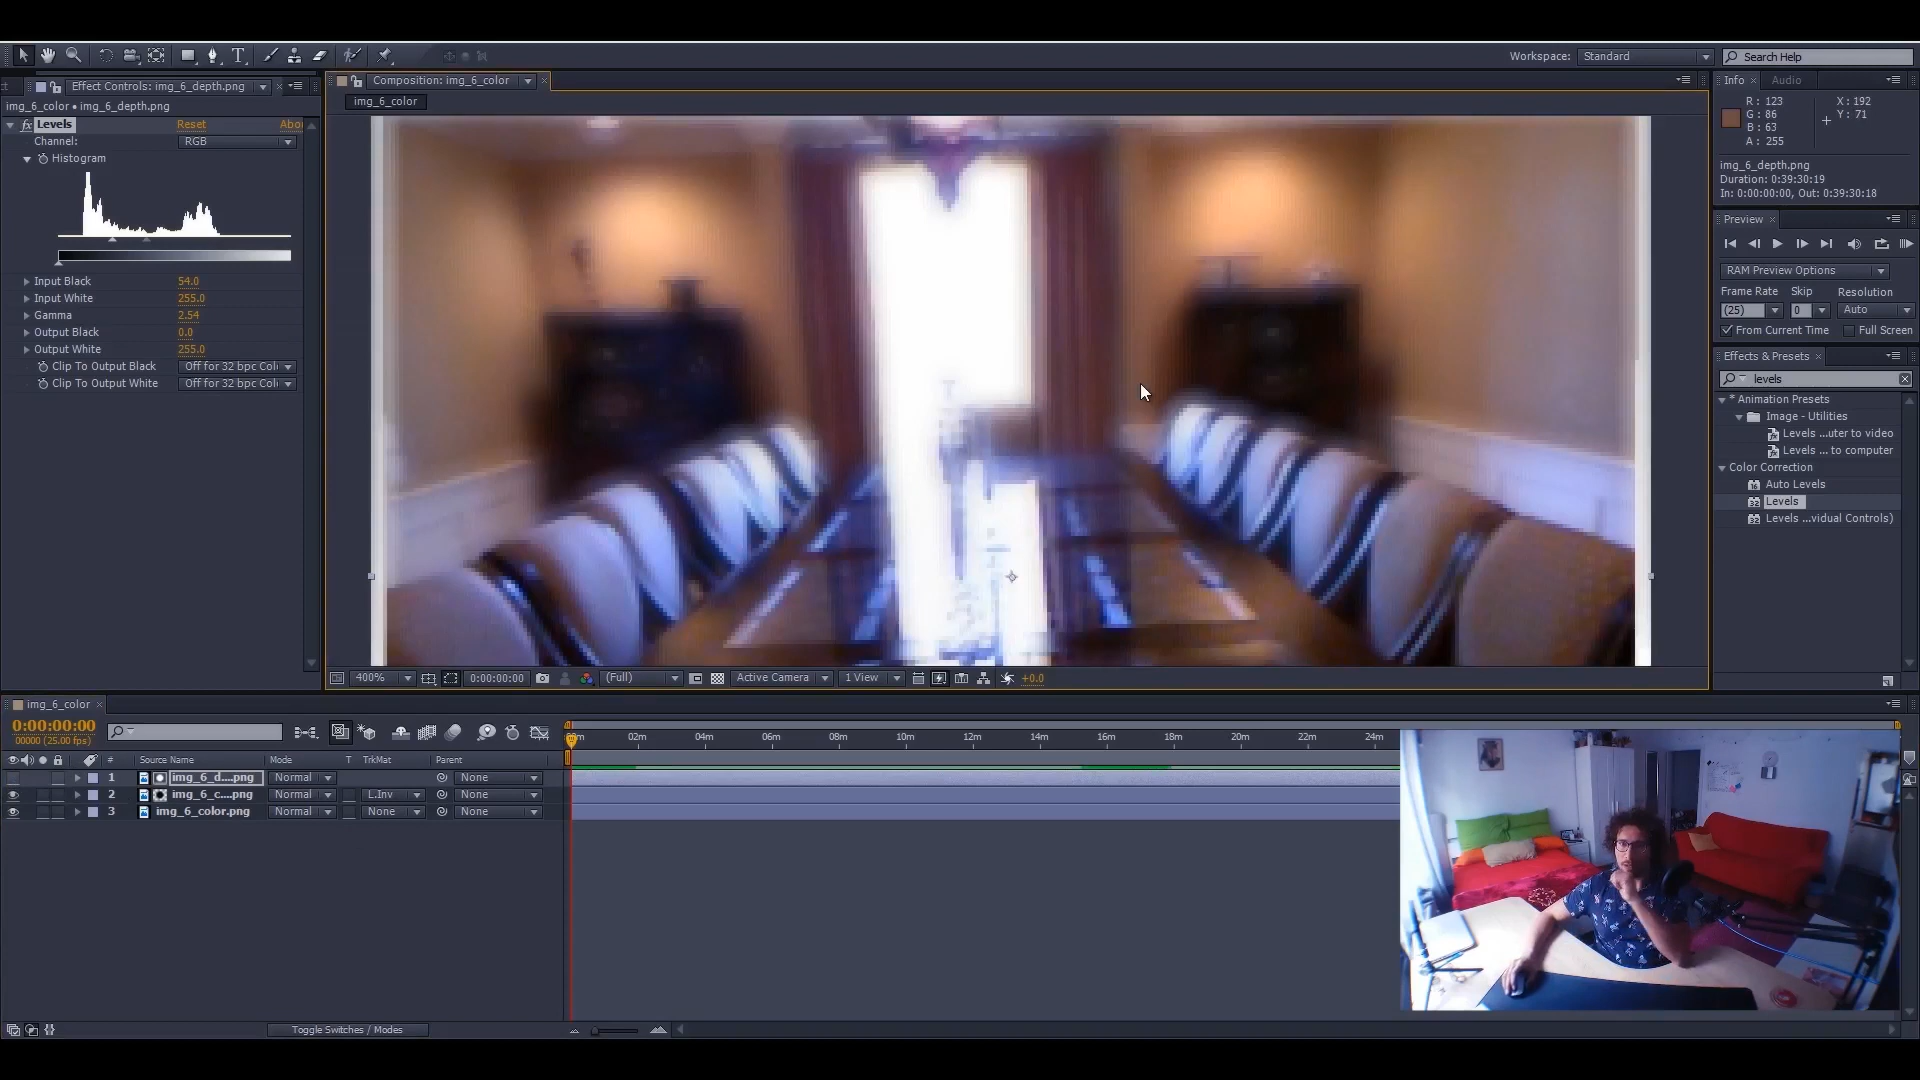 Workspace:
Standard
Search Help
Effect Controls: img_6_depth.png
img_6_color • img_6_depth.png
fx Levels
Reset
Abo
Channel:
RGB
Histogram
Input Black
54.0
Input White
255.0
Gamma
2.54
Output Black
0.0
Output White
255.0
Clip To Output Black
Off for 32 bpc Col
Clip To Output White
Off for 32 bpc Col
Composition: img_6_color
img_6_color
400%
0:00:00:00
(Full)
Active Camera
1 View
+0.0
Info
Audio
R : 123
G : 86
B : 63
A : 255
X : 192
Y : 71
img_6_depth.png
Duration: 0:39:30:19
In: 0:00:00:00, Out: 0:39:30:18
Preview
RAM Preview Options
Frame Rate
Skip
Resolution
(25)
0
Auto
From Current Time
Full Screen
Effects & Presets
levels
* Animation Presets
Image - Utilities
Levels ...uter to video
Levels ... to computer
Color Correction
Auto Levels
Levels
Levels ...vidual Controls)
img_6_color
0:00:00:00
00000 (25.00 fps)
# Source Name
Mode
T TrkMat
Parent
1 img_6_d....png Normal None
2 img_6_c....png Normal L.Inv None
3 img_6_color.png Normal None None
02m 04m 06m 08m 10m 12m 14m 16m 18m 20m 22m 24m
Toggle Switches / Modes